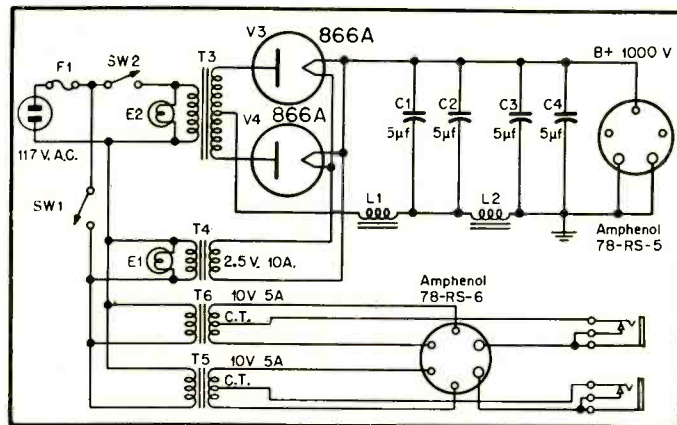 F1
SW2
E2
T3
V3
866A
V4
866A
117 V. A.C.
SW1
E1
T4
2.5 V. 10A.
T6
10V 5A
C.T.
T5
10V 5A
C.T.
L1
L2
C1
5µf
C2
5µf
C3
5µf
C4
5µf
B+ 1000 V
Amphenol
78-RS-5
Amphenol
78-RS-6